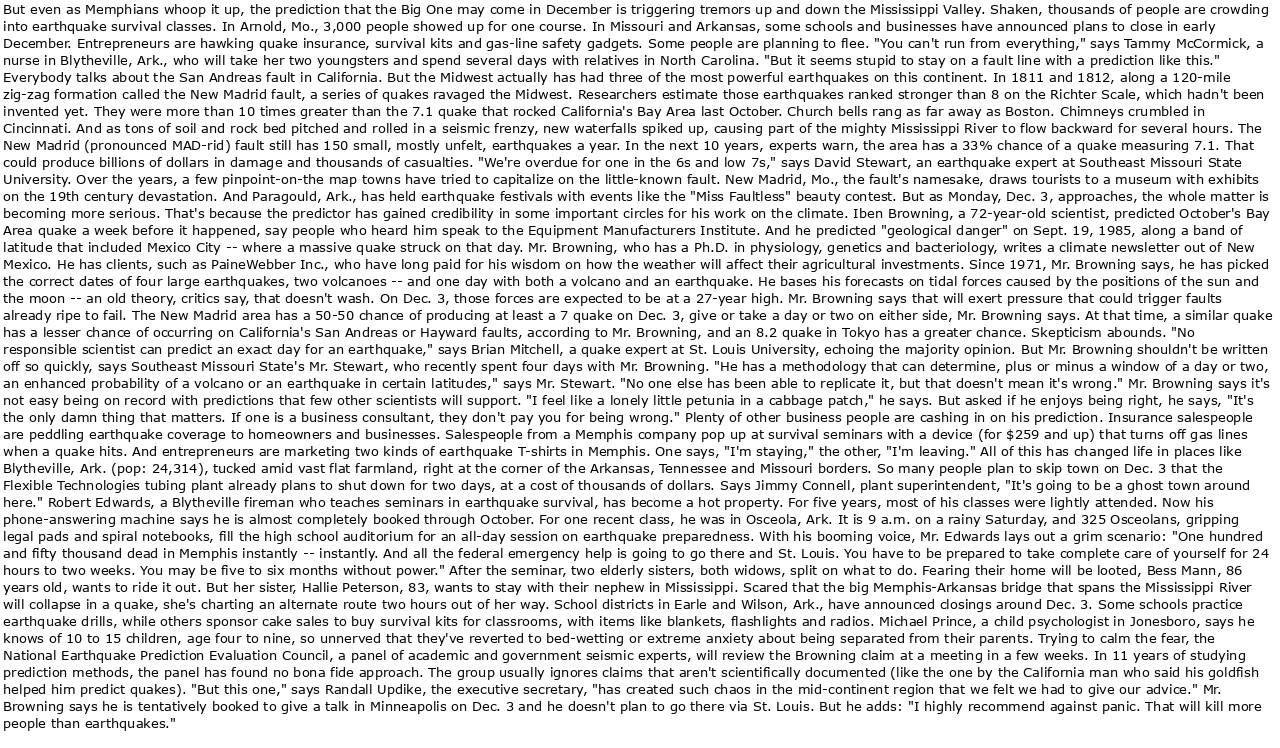 But even as Memphians whoop it up, the prediction that the Big One may come in December is triggering tremors up and down the Mississippi Valley. Shaken, thousands of people are crowding
into earthquake survival classes. In Arnold, Mo., 3,000 people showed up for one course. In Missouri and Arkansas, some schools and businesses have announced plans to close in early
December. Entrepreneurs are hawking quake insurance, survival kits and gas-line safety gadgets. Some people are planning to flee. "You can't run from everything," says Tammy McCormick, a
nurse in Blytheville, Ark., who will take her two youngsters and spend several days with relatives in North Carolina. "But it seems stupid to stay on a fault line with a prediction like this."
Everybody talks about the San Andreas fault in California. But the Midwest actually has had three of the most powerful earthquakes on this continent. In 1811 and 1812, along a 120-mile
zig-zag formation called the New Madrid fault, a series of quakes ravaged the Midwest. Researchers estimate those earthquakes ranked stronger than 8 on the Richter Scale, which hadn't been
invented yet. They were more than 10 times greater than the 7.1 quake that rocked California's Bay Area last October. Church bells rang as far away as Boston. Chimneys crumbled in
Cincinnati. And as tons of soil and rock bed pitched and rolled in a seismic frenzy, new waterfalls spiked up, causing part of the mighty Mississippi River to flow backward for several hours. The
New Madrid (pronounced MAD-rid) fault still has 150 small, mostly unfelt, earthquakes a year. In the next 10 years, experts warn, the area has a 33% chance of a quake measuring 7.1. That
could produce billions of dollars in damage and thousands of casualties. "We're overdue for one in the 6s and low 7s," says David Stewart, an earthquake expert at Southeast Missouri State
University. Over the years, a few pinpoint-on-the map towns have tried to capitalize on the little-known fault. New Madrid, Mo., the fault's namesake, draws tourists to a museum with exhibits
on the 19th century devastation. And Paragould, Ark., has held earthquake festivals with events like the "Miss Faultless" beauty contest. But as Monday, Dec. 3, approaches, the whole matter is
becoming more serious. That's because the predictor has gained credibility in some important circles for his work on the climate. Iben Browning, a 72-year-old scientist, predicted October's Bay
Area quake a week before it happened, say people who heard him speak to the Equipment Manufacturers Institute. And he predicted "geological danger" on Sept. 19, 1985, along a band of
latitude that included Mexico City -- where a massive quake struck on that day. Mr. Browning, who has a Ph.D. in physiology, genetics and bacteriology, writes a climate newsletter out of New
Mexico. He has clients, such as PaineWebber Inc., who have long paid for his wisdom on how the weather will affect their agricultural investments. Since 1971, Mr. Browning says, he has picked
the correct dates of four large earthquakes, two volcanoes -- and one day with both a volcano and an earthquake. He bases his forecasts on tidal forces caused by the positions of the sun and
the moon -- an old theory, critics say, that doesn't wash. On Dec. 3, those forces are expected to be at a 27-year high. Mr. Browning says that will exert pressure that could trigger faults
already ripe to fail. The New Madrid area has a 50-50 chance of producing at least a 7 quake on Dec. 3, give or take a day or two on either side, Mr. Browning says. At that time, a similar quake
has a lesser chance of occurring on California's San Andreas or Hayward faults, according to Mr. Browning, and an 8.2 quake in Tokyo has a greater chance. Skepticism abounds. "No
responsible scientist can predict an exact day for an earthquake," says Brian Mitchell, a quake expert at St. Louis University, echoing the majority opinion. But Mr. Browning shouldn't be written
off so quickly, says Southeast Missouri State's Mr. Stewart, who recently spent four days with Mr. Browning. "He has a methodology that can determine, plus or minus a window of a day or two,
an enhanced probability of a volcano or an earthquake in certain latitudes," says Mr. Stewart. "No one else has been able to replicate it, but that doesn't mean it's wrong." Mr. Browning says it's
not easy being on record with predictions that few other scientists will support. "I feel like a lonely little petunia in a cabbage patch," he says. But asked if he enjoys being right, he says, "It's
the only damn thing that matters. If one is a business consultant, they don't pay you for being wrong." Plenty of other business people are cashing in on his prediction. Insurance salespeople
are peddling earthquake coverage to homeowners and businesses. Salespeople from a Memphis company pop up at survival seminars with a device (for $259 and up) that turns off gas lines
when a quake hits. And entrepreneurs are marketing two kinds of earthquake T-shirts in Memphis. One says, "I'm staying," the other, "I'm leaving." All of this has changed life in places like
Blytheville, Ark. (pop: 24,314), tucked amid vast flat farmland, right at the corner of the Arkansas, Tennessee and Missouri borders. So many people plan to skip town on Dec. 3 that the
Flexible Technologies tubing plant already plans to shut down for two days, at a cost of thousands of dollars. Says Jimmy Connell, plant superintendent, "It's going to be a ghost town around
here." Robert Edwards, a Blytheville fireman who teaches seminars in earthquake survival, has become a hot property. For five years, most of his classes were lightly attended. Now his
phone-answering machine says he is almost completely booked through October. For one recent class, he was in Osceola, Ark. It is 9 a.m. on a rainy Saturday, and 325 Osceolans, gripping
legal pads and spiral notebooks, fill the high school auditorium for an all-day session on earthquake preparedness. With his booming voice, Mr. Edwards lays out a grim scenario: "One hundred
and fifty thousand dead in Memphis instantly -- instantly. And all the federal emergency help is going to go there and St. Louis. You have to be prepared to take complete care of yourself for 24
hours to two weeks. You may be five to six months without power." After the seminar, two elderly sisters, both widows, split on what to do. Fearing their home will be looted, Bess Mann, 86
years old, wants to ride it out. But her sister, Hallie Peterson, 83, wants to stay with their nephew in Mississippi. Scared that the big Memphis-Arkansas bridge that spans the Mississippi River
will collapse in a quake, she's charting an alternate route two hours out of her way. School districts in Earle and Wilson, Ark., have announced closings around Dec. 3. Some schools practice
earthquake drills, while others sponsor cake sales to buy survival kits for classrooms, with items like blankets, flashlights and radios. Michael Prince, a child psychologist in Jonesboro, says he
knows of 10 to 15 children, age four to nine, so unnerved that they've reverted to bed-wetting or extreme anxiety about being separated from their parents. Trying to calm the fear, the
National Earthquake Prediction Evaluation Council, a panel of academic and government seismic experts, will review the Browning claim at a meeting in a few weeks. In 11 years of studying
prediction methods, the panel has found no bona fide approach. The group usually ignores claims that aren't scientifically documented (like the one by the California man who said his goldfish
helped him predict quakes). "But this one," says Randall Updike, the executive secretary, "has created such chaos in the mid-continent region that we felt we had to give our advice." Mr.
Browning says he is tentatively booked to give a talk in Minneapolis on Dec. 3 and he doesn't plan to go there via St. Louis. But he adds: "I highly recommend against panic. That will kill more
people than earthquakes."